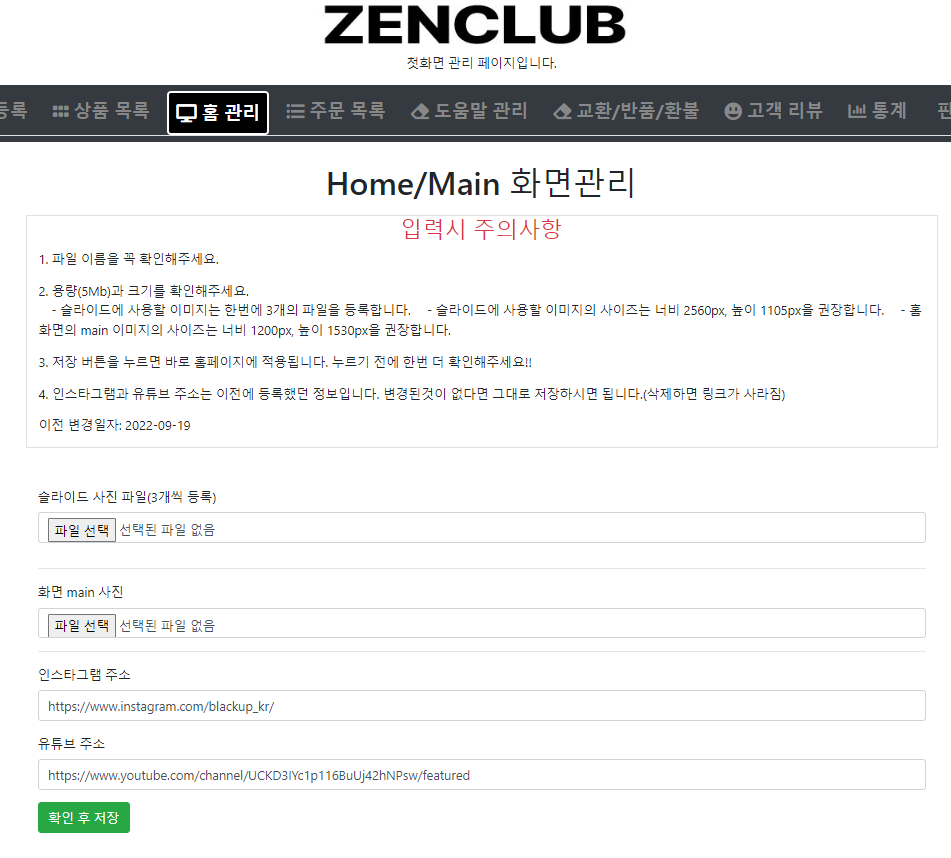 ZENCLUB
첫화면 관리 페이지입니다.
등록 상품 목록 홈 관리 주문 목록 도움말 관리 교환/반품/환불 고객 리뷰 통계 판
Home/Main 화면관리
입력시 주의사항
1. 파일 이름을 꼭 확인해주세요.
2. 용량(5Mb)과 크기를 확인해주세요.
- 슬라이드에 사용할 이미지는 한번에 3개의 파일을 등록합니다. - 슬라이드에 사용할 이미지의 사이즈는 너비 2560px, 높이 1105px을 권장합니다. - 홈
화면의 main 이미지의 사이즈는 너비 1200px, 높이 1530px을 권장합니다.
3. 저장 버튼을 누르면 바로 홈페이지에 적용됩니다. 누르기 전에 한번 더 확인해주세요!!
4. 인스타그램과 유튜브 주소는 이전에 등록했던 정보입니다. 변경된것이 없다면 그대로 저장하시면 됩니다.(삭제하면 링크가 사라짐)
이전 변경일자: 2022-09-19
슬라이드 사진 파일(3개씩 등록)
파일 선택 선택된 파일 없음
화면 main 사진
파일 선택 선택된 파일 없음
인스타그램 주소
https://www.instagram.com/blackup_kr/
유튜브 주소
https://www.youtube.com/channel/UCKD3IYc1p116BuUj42hNPsw/featured
확인 후 저장